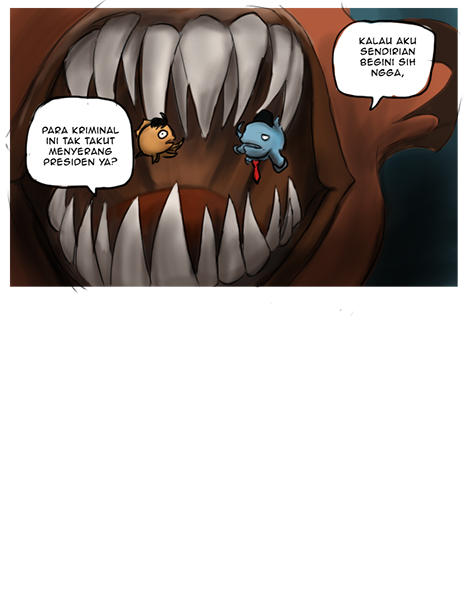 PARA KRIMINAL
INI TAK TAKUT
MENYERANG
PRESIDEN YA?
KALAU AKU
SENDIRIAN
BEGINI SIH
NGGA,